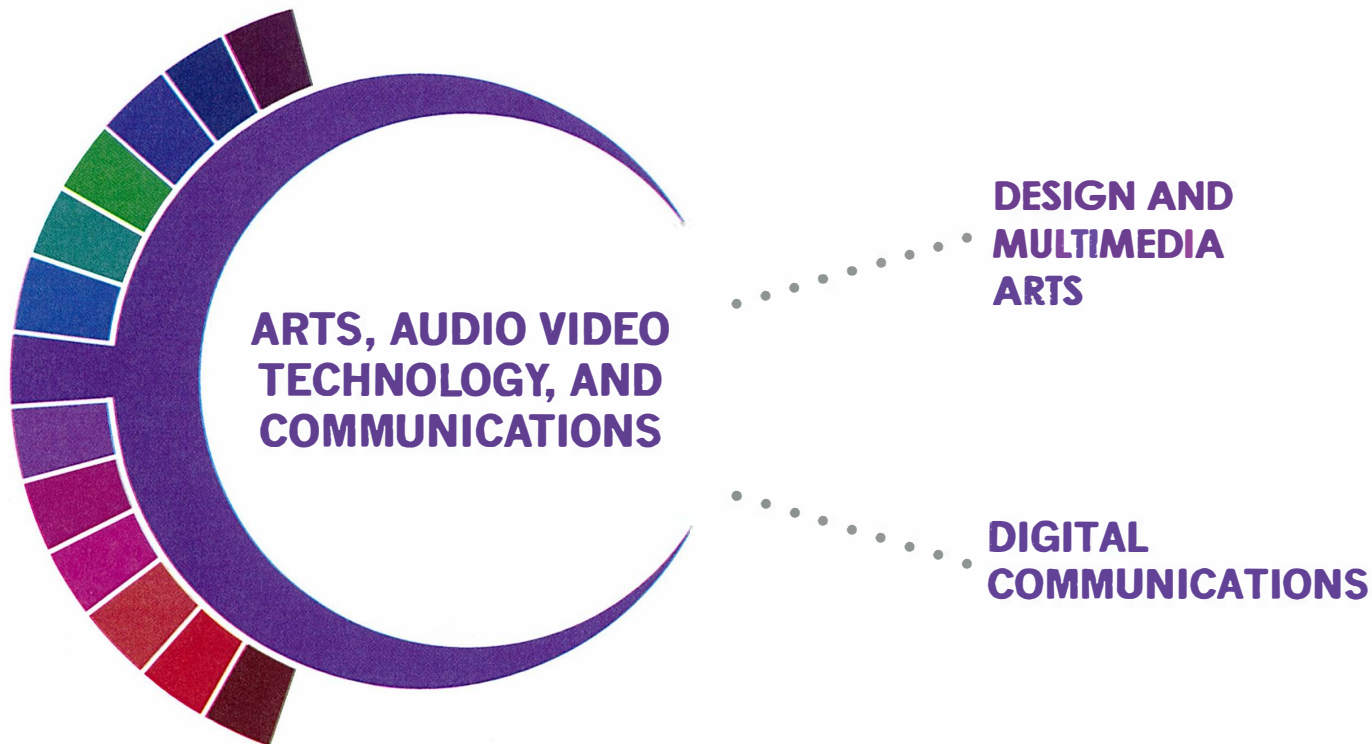 ARTS, AUDIO VIDEO
TECHNOLOGY, AND
COMMUNICATIONS
DESIGN AND
MULTIMEDIA
ARTS
DIGITAL
COMMUNICATIONS